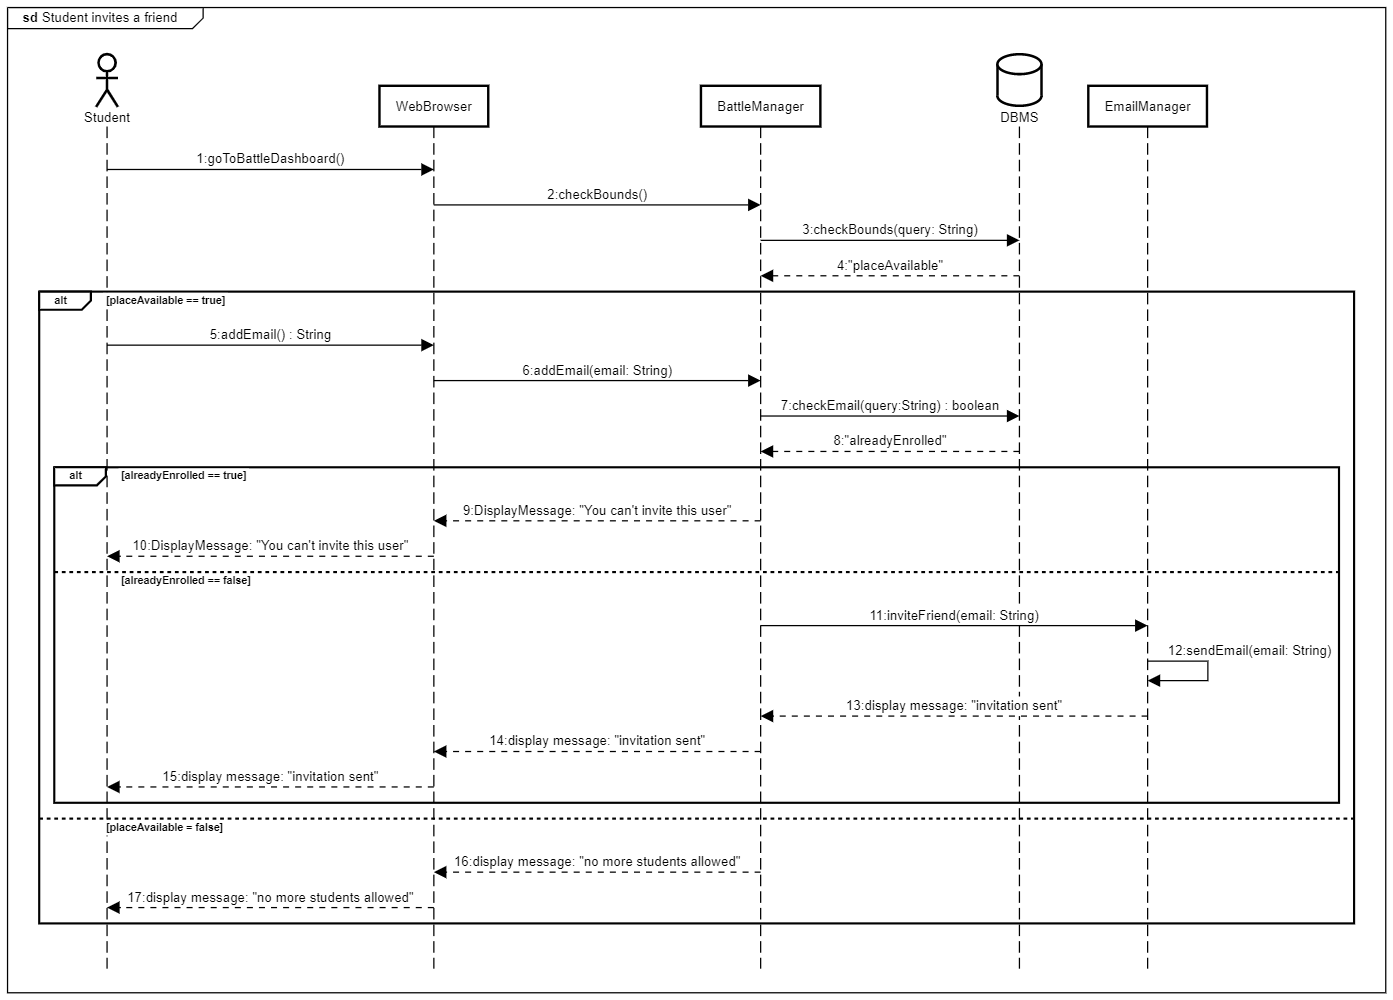 sd Student invites a friend
Student
WebBrowser
BattleManager
DBMS
EmailManager
1:goToBattleDashboard()
2:checkBounds()
3:checkBounds(query: String)
4:"placeAvailable"
alt
[placeAvailable == true]
5:addEmail() : String
6:addEmail(email: String)
7:checkEmail(query:String) : boolean
8:"alreadyEnrolled"
alt
[alreadyEnrolled == true]
9:DisplayMessage: "You can't invite this user"
10:DisplayMessage: "You can't invite this user"
[alreadyEnrolled == false]
11:inviteFriend(email: String)
12:sendEmail(email: String)
13:display message: "invitation sent"
14:display message: "invitation sent"
15:display message: "invitation sent"
[placeAvailable = false]
16:display message: "no more students allowed"
17:display message: "no more students allowed"